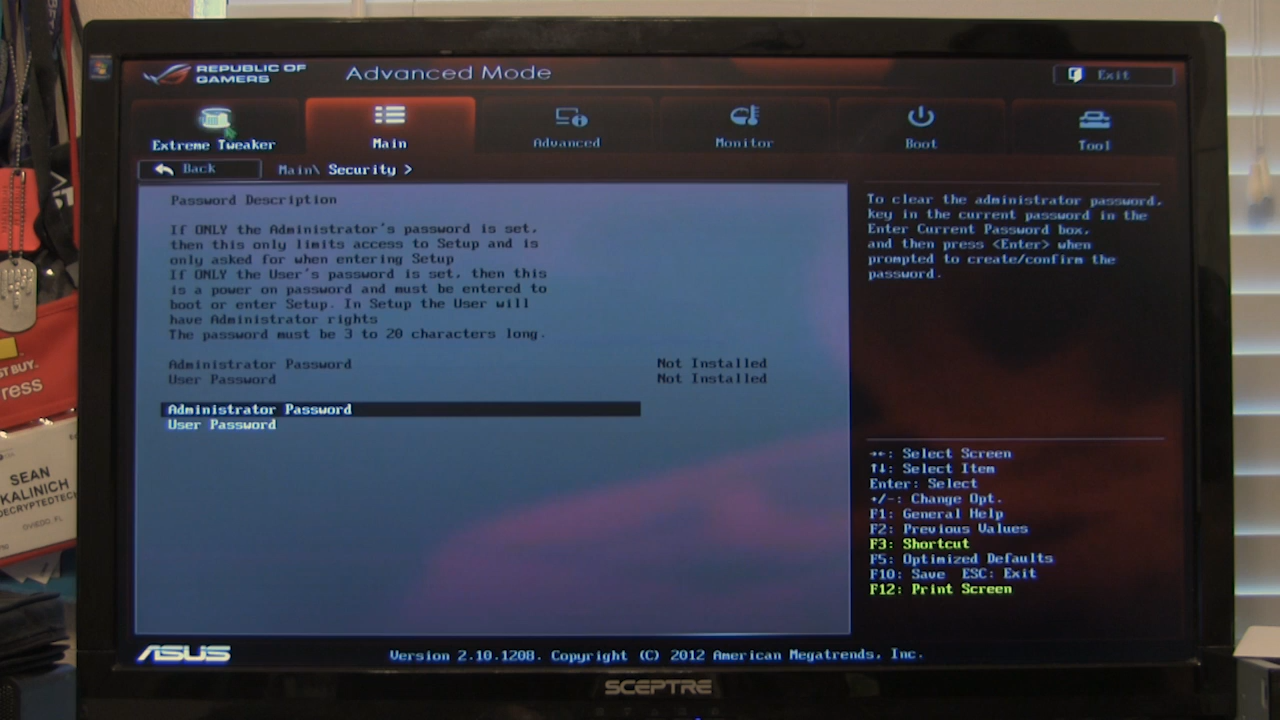 REPUBLIC OF
GAMERS
Advanced Mode
Exit
Extreme Tweaker
Main
Advanced
Monitor
Boot
Tool
Back
Main\ Security >
Password Description
If ONLY the Administrator's password is set,
then this only limits access to Setup and is
only asked for when entering Setup
If ONLY the User's password is set, then this
is a power on password and must be entered to
boot or enter Setup. In Setup the User will
have Administrator rights
The password must be 3 to 20 characters long.
Administrator Password Not Installed
User Password Not Installed
Administrator Password
User Password
To clear the administrator password,
key in the current password in the
Enter Current Password box,
and then press <Enter> when
prompted to create/confirm the
password.
→←: Select Screen
↑↓: Select Item
Enter: Select
+/-: Change Opt.
F1: General Help
F2: Previous Values
F3: Shortcut
F5: Optimized Defaults
F10: Save ESC: Exit
F12: Print Screen
ASUS
Version 2.10.1208. Copyright (C) 2012 American Megatrends, Inc.
SCEPTRE
BUY.
ress
SEAN
KALINICH
DECRYPTEDTECH
OVIEDO, FL